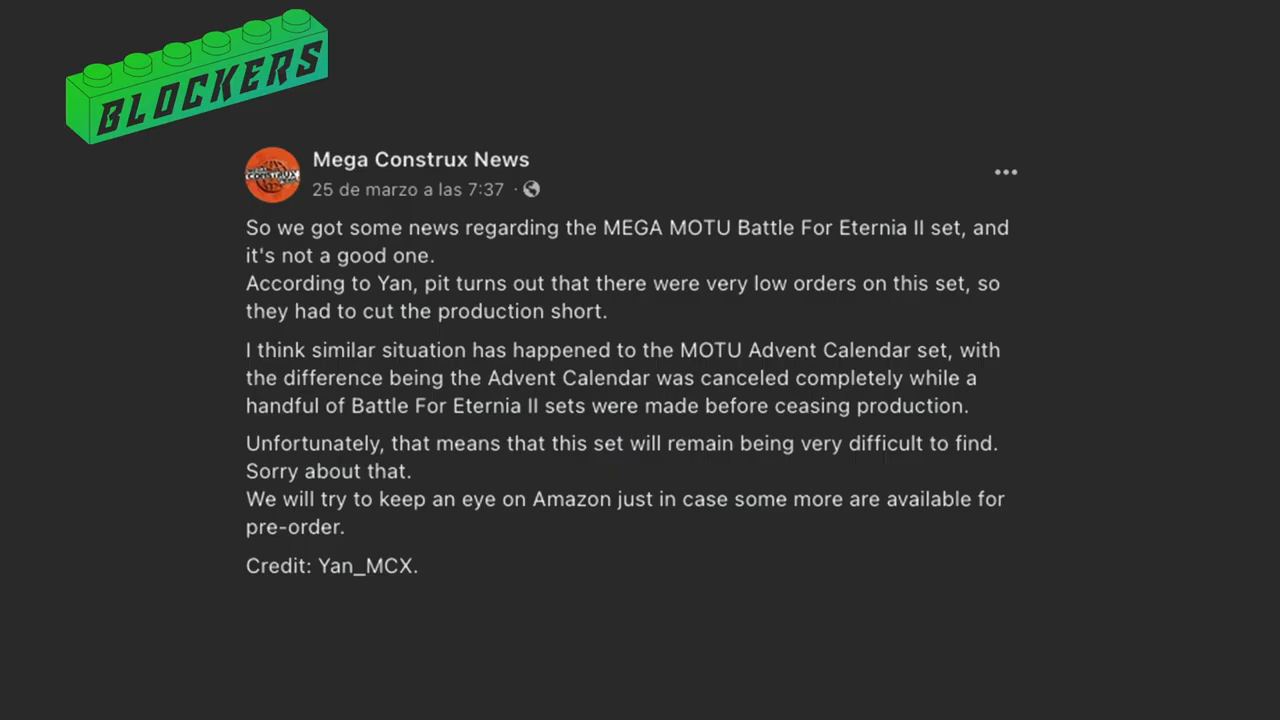 BLOCKERS
Mega Construx News
25 de marzo a las 7:37 ·
So we got some news regarding the MEGA MOTU Battle For Eternia II set, and
it's not a good one.
According to Yan, pit turns out that there were very low orders on this set, so
they had to cut the production short.
I think similar situation has happened to the MOTU Advent Calendar set, with
the difference being the Advent Calendar was canceled completely while a
handful of Battle For Eternia II sets were made before ceasing production.
Unfortunately, that means that this set will remain being very difficult to find.
Sorry about that.
We will try to keep an eye on Amazon just in case some more are available for
pre-order.
Credit: Yan_MCX.